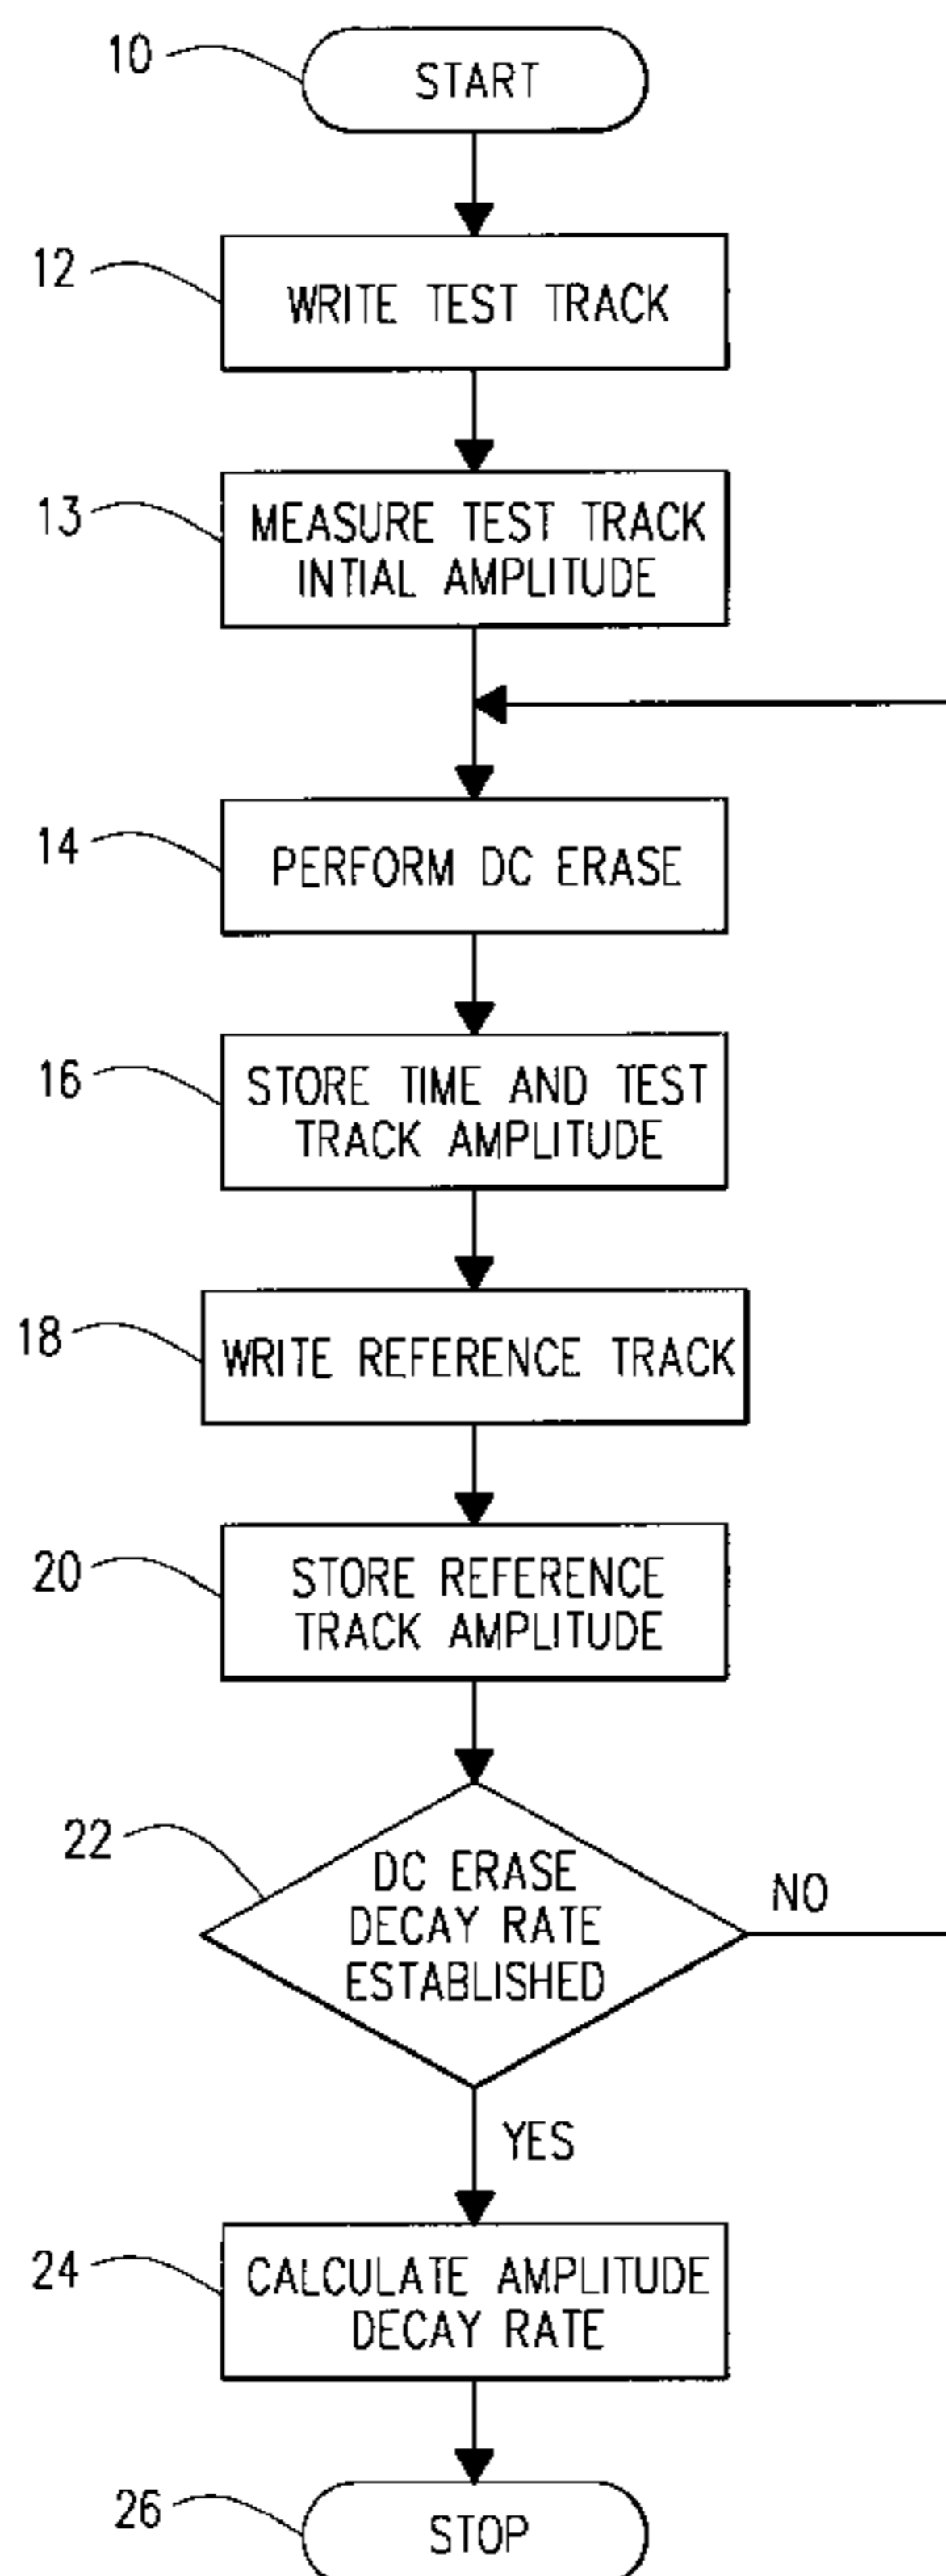 10
START
12
WRITE TEST TRACK
13
MEASURE TEST TRACK
INTIAL AMPLITUDE
14
PERFORM DC ERASE
16
STORE TIME AND TEST
TRACK AMPLITUDE
18
WRITE REFERENCE TRACK
20
STORE REFERENCE
TRACK AMPLITUDE
22
DC ERASE
DECAY RATE
ESTABLISHED
NO
YES
24
CALCULATE AMPLITUDE
DECAY RATE
26
STOP